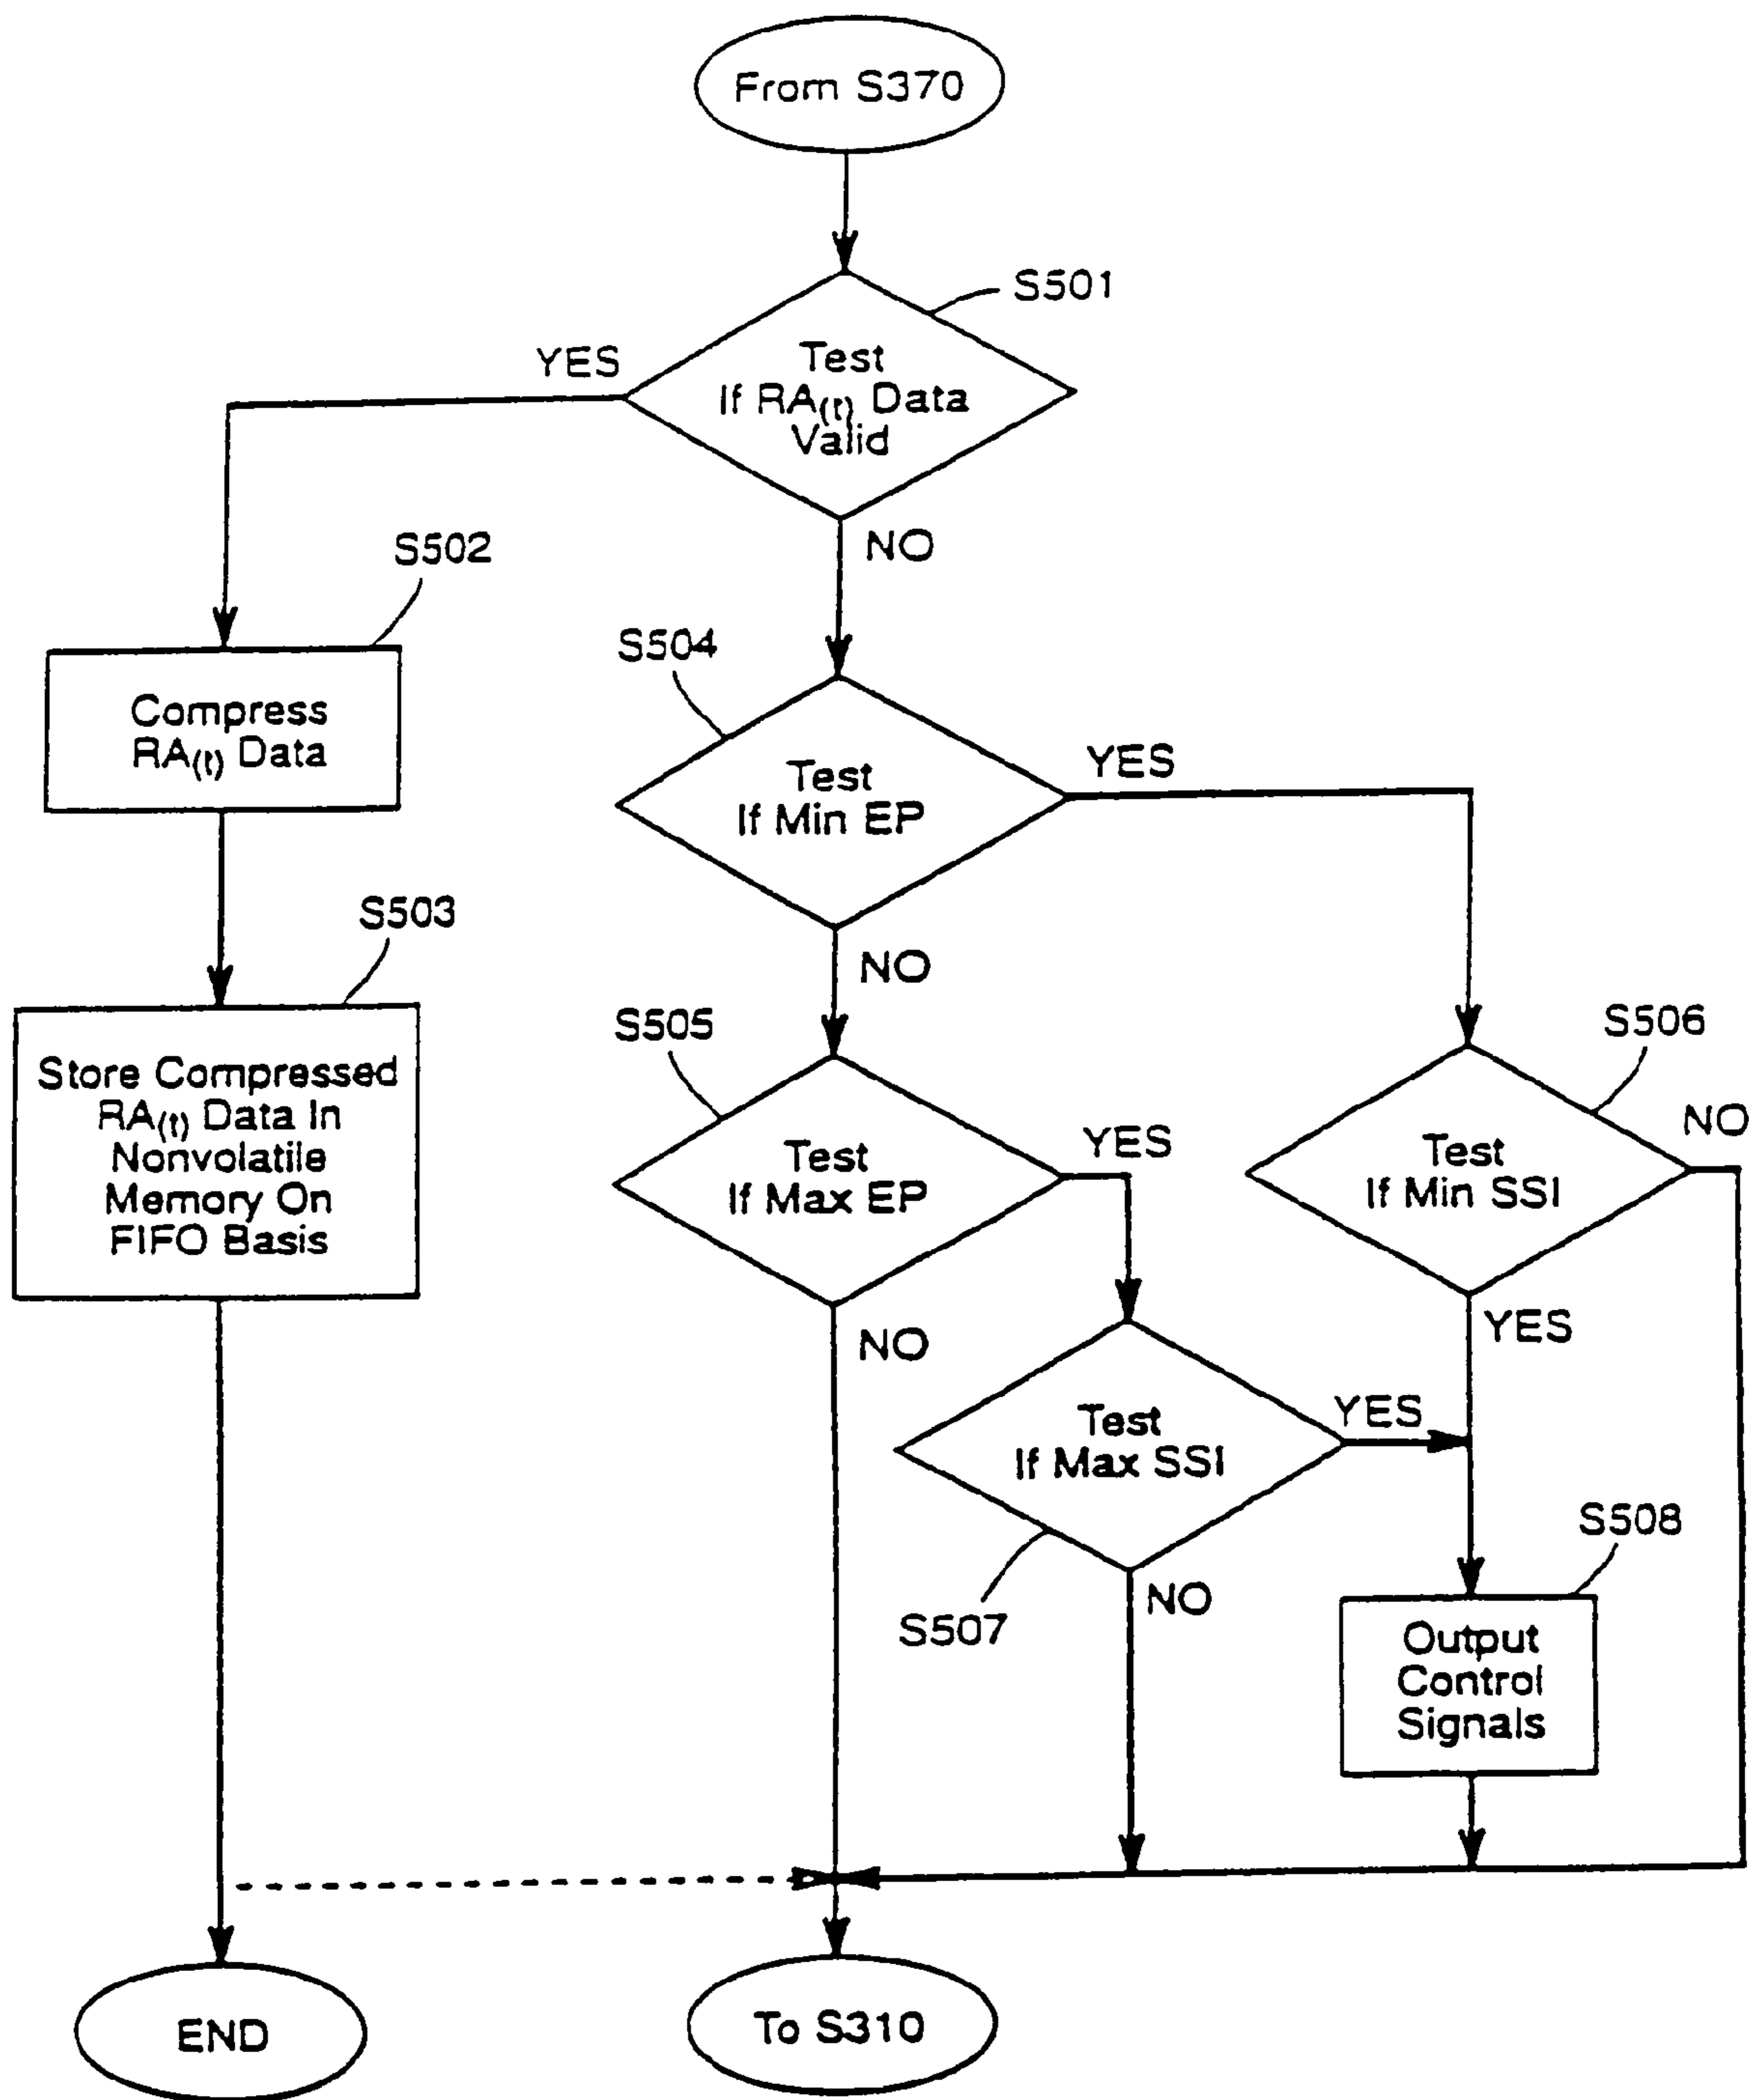 From S370
S501
YES
Test
If RA(t) Data
Valid
NO
S502
Compress
RA(t) Data
S504
Test
If Min EP
YES
NO
S503
Store Compressed
RA(t) Data In
Nonvolatile
Memory On
FIFO Basis
S505
Test
If Max EP
YES
NO
S506
Test
If Min SSI
NO
YES
Test
If Max SSI
YES
S507
NO
S508
Output
Control
Signals
END
To S310